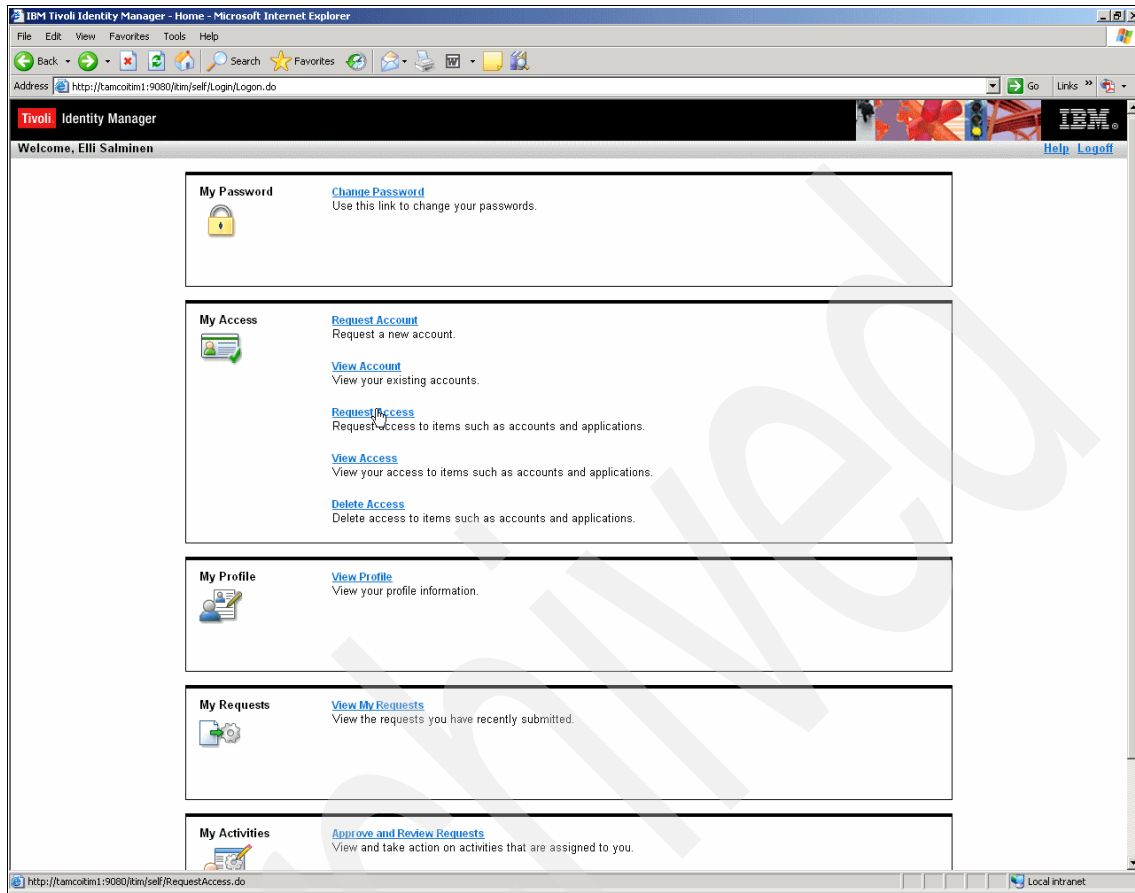 IBM Tivoli Identity Manager - Home - Microsoft Internet Explorer
File Edit View Favorites Tools Help
Back Search Favorites
Address http://tamcoitim1:9080/itim/self/Login/Logon.do Go Links »
Tivoli. Identity Manager IBM®
Welcome, Elli Salminen Help Logoff
My Password Change Password
Use this link to change your passwords.
My Access Request Account
Request a new account.
View Account
View your existing accounts.
Request Access
Request access to items such as accounts and applications.
View Access
View your access to items such as accounts and applications.
Delete Access
Delete access to items such as accounts and applications.
My Profile View Profile
View your profile information.
My Requests View My Requests
View the requests you have recently submitted.
My Activities Approve and Review Requests
View and take action on activities that are assigned to you.
http://tamcoitim1:9080/itim/self/RequestAccess.do Local intranet
hived